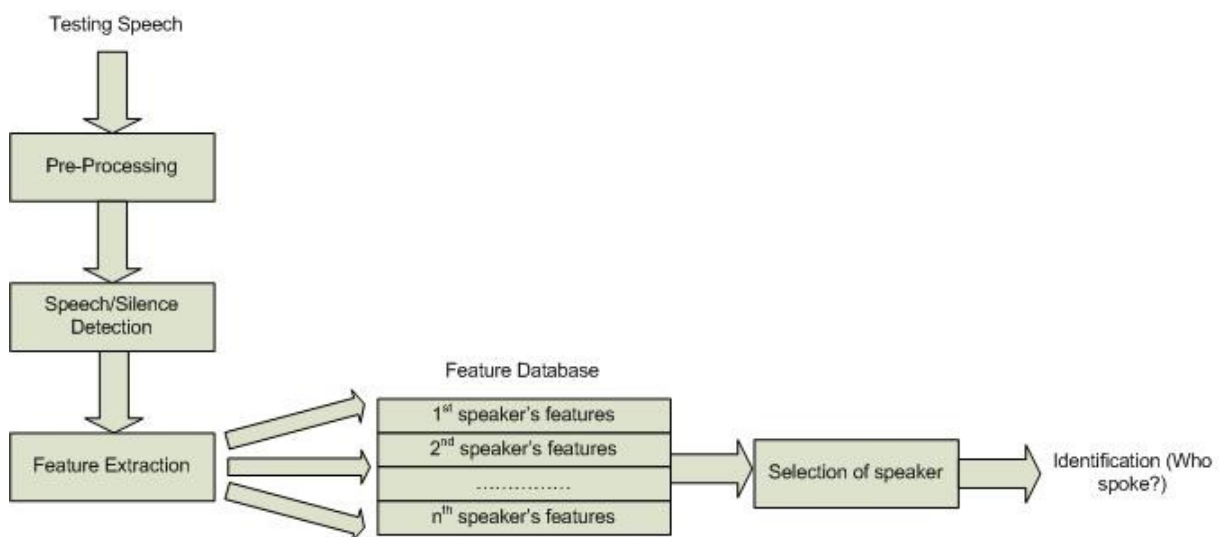 Testing Speech
Pre-Processing
Speech/Silence
Detection
Feature Extraction
Feature Database
1st speaker's features
2nd speaker's features
...............
nth speaker's features
Selection of speaker
Identification (Who
spoke?)